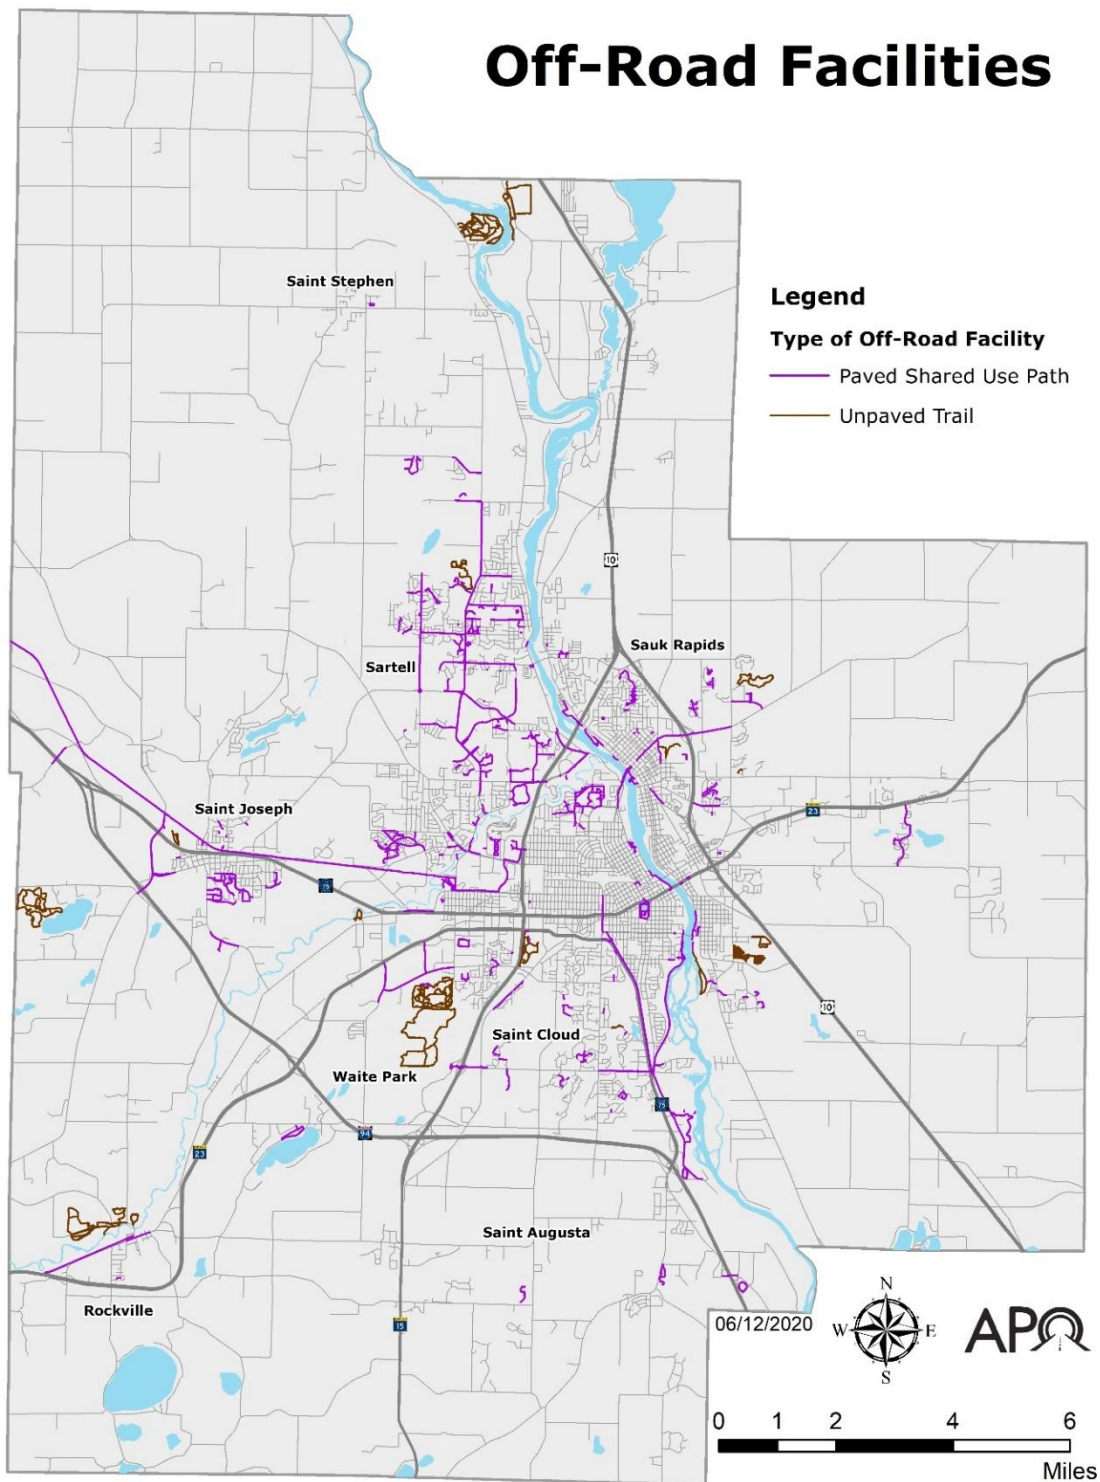 Off-Road Facilities
Saint Stephen
Legend
Type of Off-Road Facility
Paved Shared Use Path
Unpaved Trail
10
Sauk Rapids
Sartell
Saint Joseph
23
75
10
Saint Cloud
Waite Park
75
94
23
Saint Augusta
Rockville
15
06/12/2020
N
W E
S
APO
0 1 2 4 6
Miles